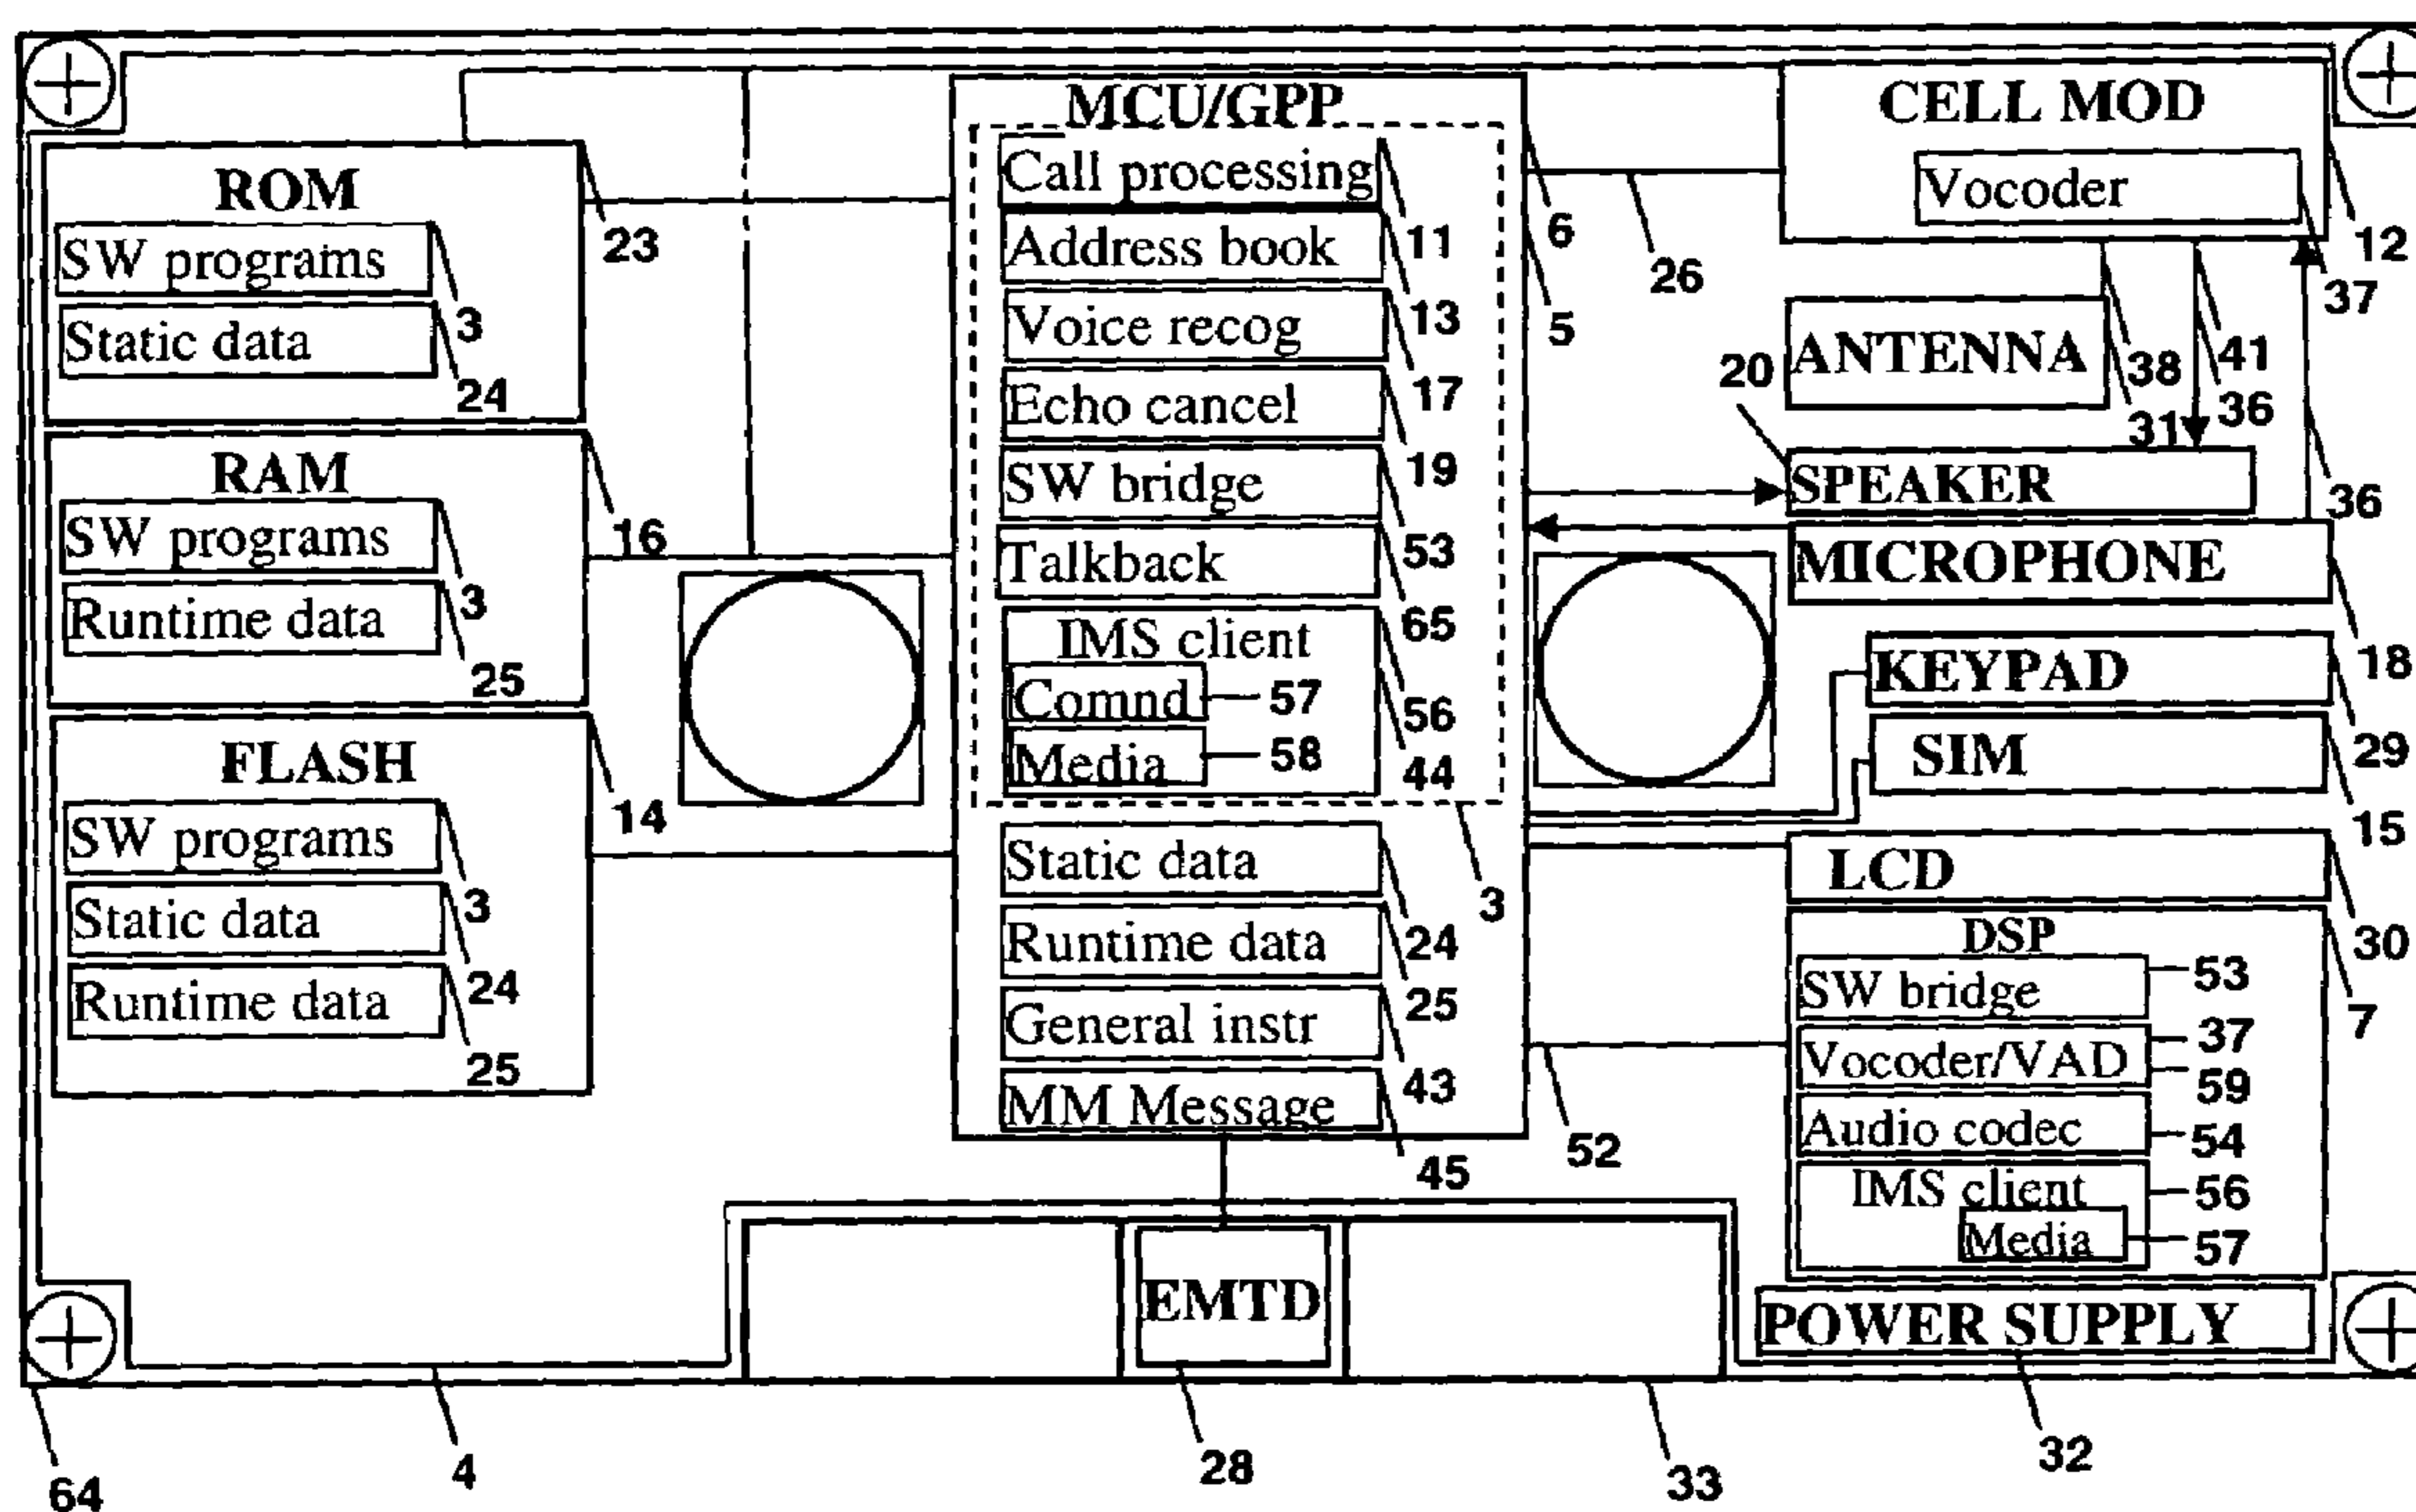 ROM
SW programs
3
Static data
24
23
RAM
SW programs
3
Runtime data
25
16
FLASH
SW programs
3
Static data
24
Runtime data
25
14
MCU/GPP
Call processing
11
Address book
13
Voice recog
17
Echo cancel
19
SW bridge
53
Talkback
65
IMS client
56
Comnd
57
Media
58
44
3
Static data
24
Runtime data
25
General instr
43
MM Message
45
6
5
26
CELL MOD
Vocoder
12
37
ANTENNA
38
31
41
36
20
SPEAKER
36
MICROPHONE
18
KEYPAD
29
SIM
15
LCD
30
DSP
7
SW bridge
53
Vocoder/VAD
37
59
Audio codec
54
IMS client
56
Media
57
52
EMTD
POWER SUPPLY
64
4
28
33
32